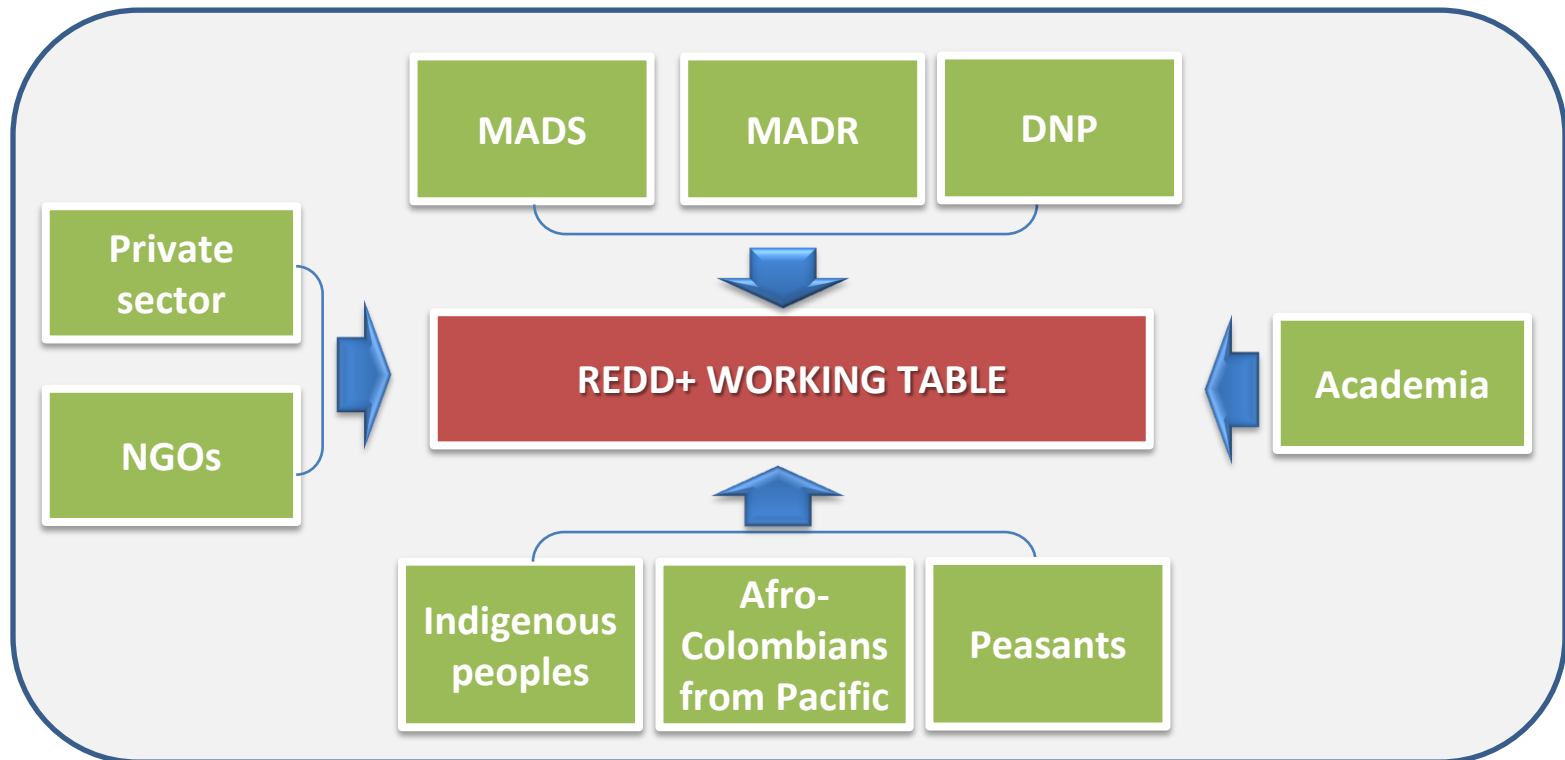 MADS
MADR
DNP
Private
sector
NGOs
REDD+ WORKING TABLE
Academia
Indigenous
peoples
Afro-
Colombians
from Pacific
Peasants